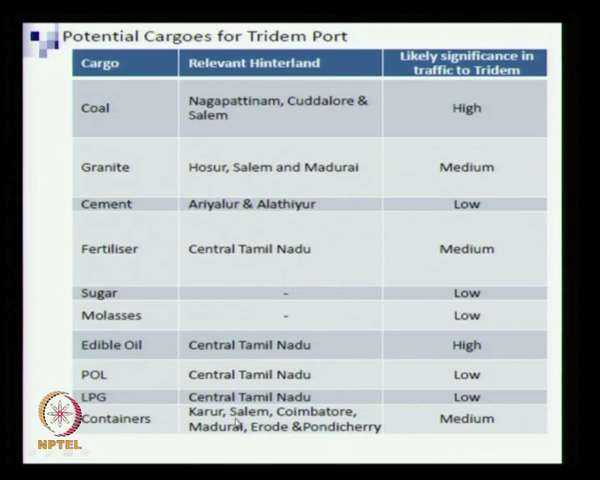 Potential Cargoes for Tridem Port
Cargo Relevant Hinterland Likely significance in traffic to Tridem
Coal Nagapattinam, Cuddalore & Salem High
Granite Hosur, Salem and Madurai Medium
Cement Ariyalur & Alathiyur Low
Fertiliser Central Tamil Nadu Medium
Sugar - Low
Molasses - Low
Edible Oil Central Tamil Nadu High
POL Central Tamil Nadu Low
LPG Central Tamil Nadu Low
Containers Karur, Salem, Coimbatore, Madurai, Erode &Pondicherry Medium
NPTEL